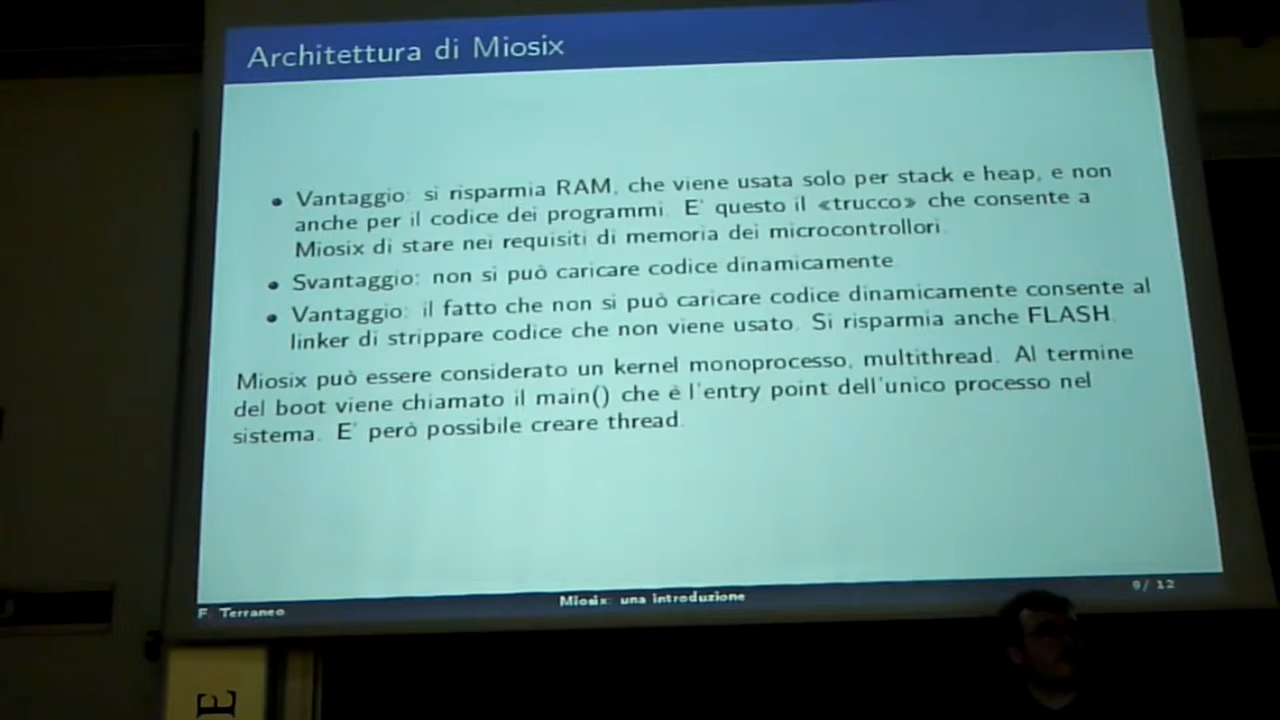 Architettura di Miosix
• Vantaggio: si risparmia RAM, che viene usata solo per stack e heap, e non
anche per il codice dei programmi. E' questo il «trucco» che consente a
Miosix di stare nei requisiti di memoria dei microcontrollori.
• Svantaggio: non si può caricare codice dinamicamente.
• Vantaggio: il fatto che non si può caricare codice dinamicamente consente al
linker di strippare codice che non viene usato. Si risparmia anche FLASH.
Miosix può essere considerato un kernel monoprocesso, multithread. Al termine
del boot viene chiamato il main() che è l'entry point dell'unico processo nel
sistema. E' però possibile creare thread.
F. Terraneo
Miosix: una introduzione
9/ 12
E